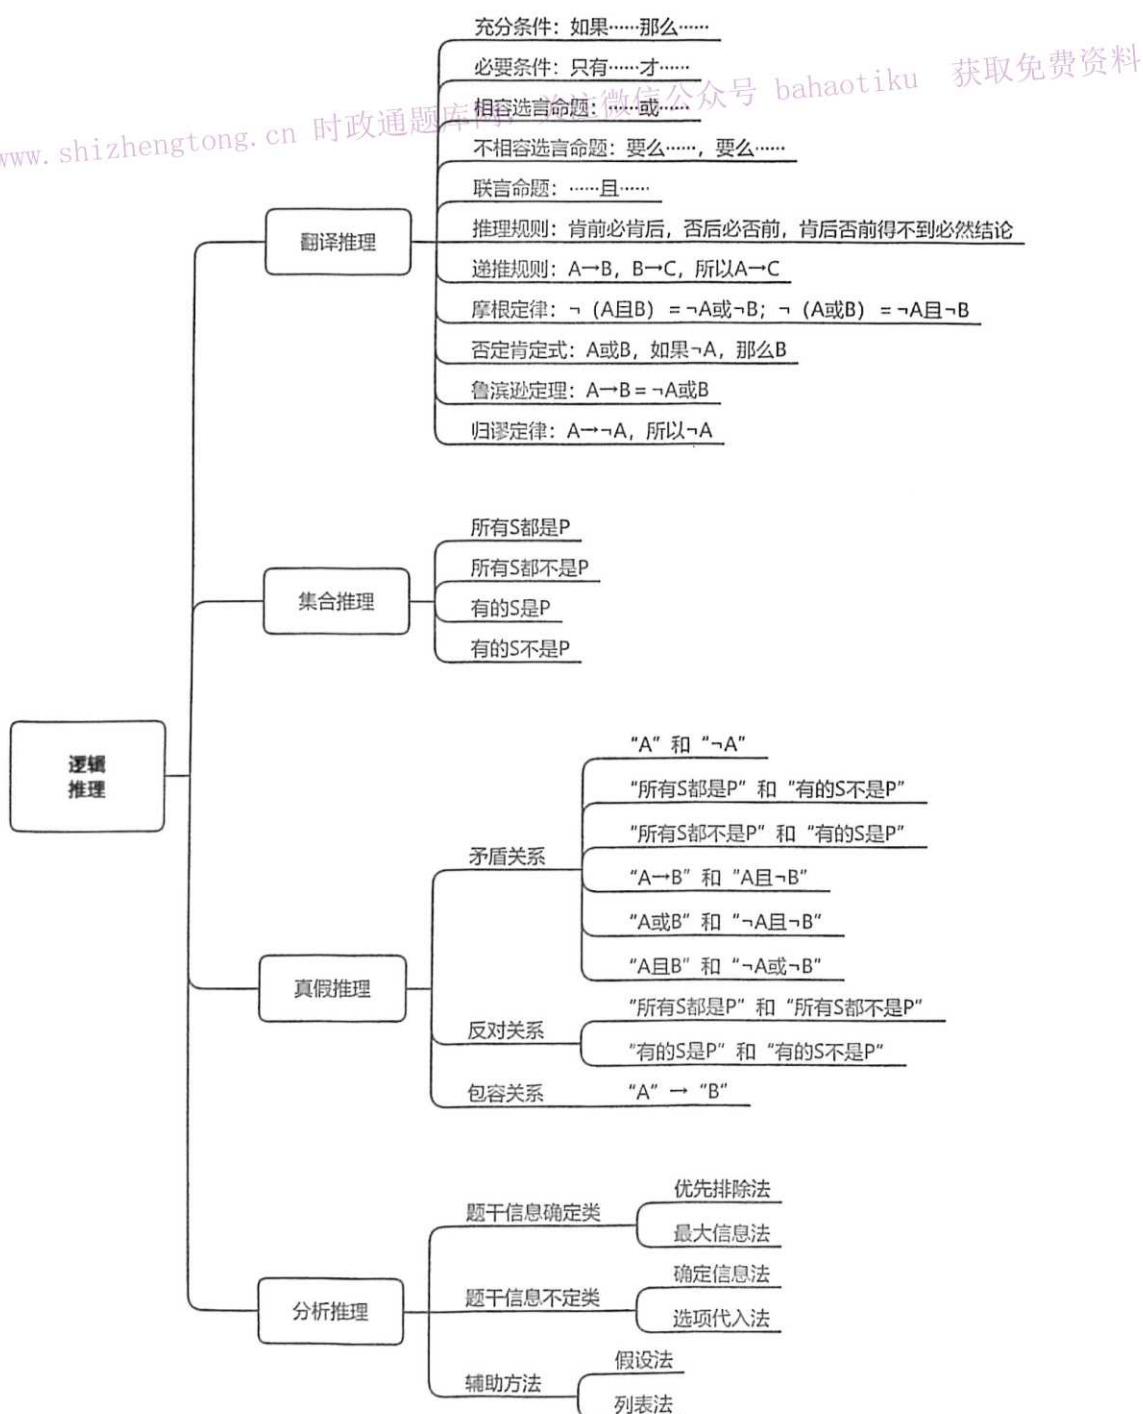 充分条件：如果……那么……
必要条件：只有……才……
www.shizhengtong.cn 时政通题库网，关注微信公众号 bahaotiku 获取免费资料
相容选言命题：……或……
不相容选言命题：要么……，要么……
联言命题：……且……
翻译推理
推理规则：肯前必肯后，否后必否前，肯后否前得不到必然结论
递推规则：A→B，B→C，所以A→C
摩根定律：¬（A且B）=¬A或¬B；¬（A或B）=¬A且¬B
否定肯定式：A或B，如果¬A，那么B
鲁滨逊定理：A→B=¬A或B
归谬定律：A→¬A，所以¬A
所有S都是P
所有S都不是P
集合推理
有的S是P
有的S不是P
逻辑
推理
“A”和“¬A”
“所有S都是P”和“有的S不是P”
“所有S都不是P”和“有的S是P”
矛盾关系
“A→B”和“A且¬B”
“A或B”和“¬A且¬B”
“A且B”和“¬A或¬B”
真假推理
“所有S都是P”和“所有S都不是P”
反对关系
“有的S是P”和“有的S不是P”
包容关系
“A”→“B”
优先排除法
题干信息确定类
最大信息法
确定信息法
题干信息不定类
分析推理
选项代入法
假设法
辅助方法
列表法